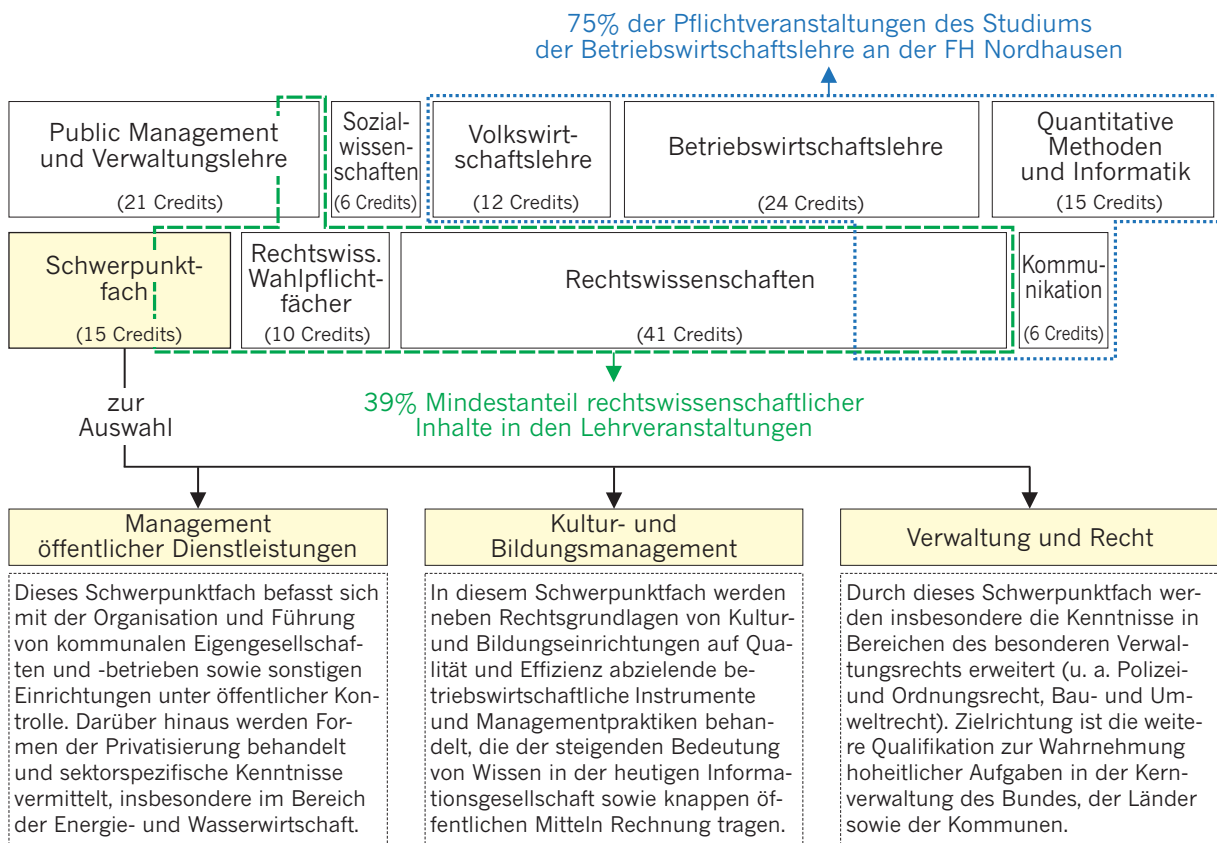 75% der Pflichtveranstaltungen des Studiums
der Betriebswirtschaftslehre an der FH Nordhausen
Public Management
und Verwaltungslehre
(21 Credits)
Sozial-
wissen-
schaften
(6 Credits)
Volkswirt-
schaftslehre
(12 Credits)
Betriebswirtschaftslehre
(24 Credits)
Quantitative
Methoden
und Informatik
(15 Credits)
Schwerpunkt-
fach
(15 Credits)
Rechtswiss.
Wahlpflicht-
fächer
(10 Credits)
Rechtswissenschaften
(41 Credits)
Kommu-
nikation
(6 Credits)
zur
Auswahl
39% Mindestanteil rechtswissenschaftlicher
Inhalte in den Lehrveranstaltungen
Management
öffentlicher Dienstleistungen
Dieses Schwerpunktfach befasst sich
mit der Organisation und Führung
von kommunalen Eigengesellschaf-
ten und -betrieben sowie sonstigen
Einrichtungen unter öffentlicher Kon-
trolle. Darüber hinaus werden For-
men der Privatisierung behandelt
und sektorspezifische Kenntnisse
vermittelt, insbesondere im Bereich
der Energie- und Wasserwirtschaft.
Kultur- und
Bildungsmanagement
In diesem Schwerpunktfach werden
neben Rechtsgrundlagen von Kultur-
und Bildungseinrichtungen auf Qua-
lität und Effizienz abzielende be-
triebswirtschaftliche Instrumente
und Managementpraktiken behan-
delt, die der steigenden Bedeutung
von Wissen in der heutigen Informa-
tionsgesellschaft sowie knappen öf-
fentlichen Mitteln Rechnung tragen.
Verwaltung und Recht
Durch dieses Schwerpunktfach wer-
den insbesondere die Kenntnisse in
Bereichen des besonderen Verwal-
tungsrechts erweitert (u. a. Polizei-
und Ordnungsrecht, Bau- und Um-
weltrecht). Zielrichtung ist die weite-
re Qualifikation zur Wahrnehmung
hoheitlicher Aufgaben in der Kern-
verwaltung des Bundes, der Länder
sowie der Kommunen.